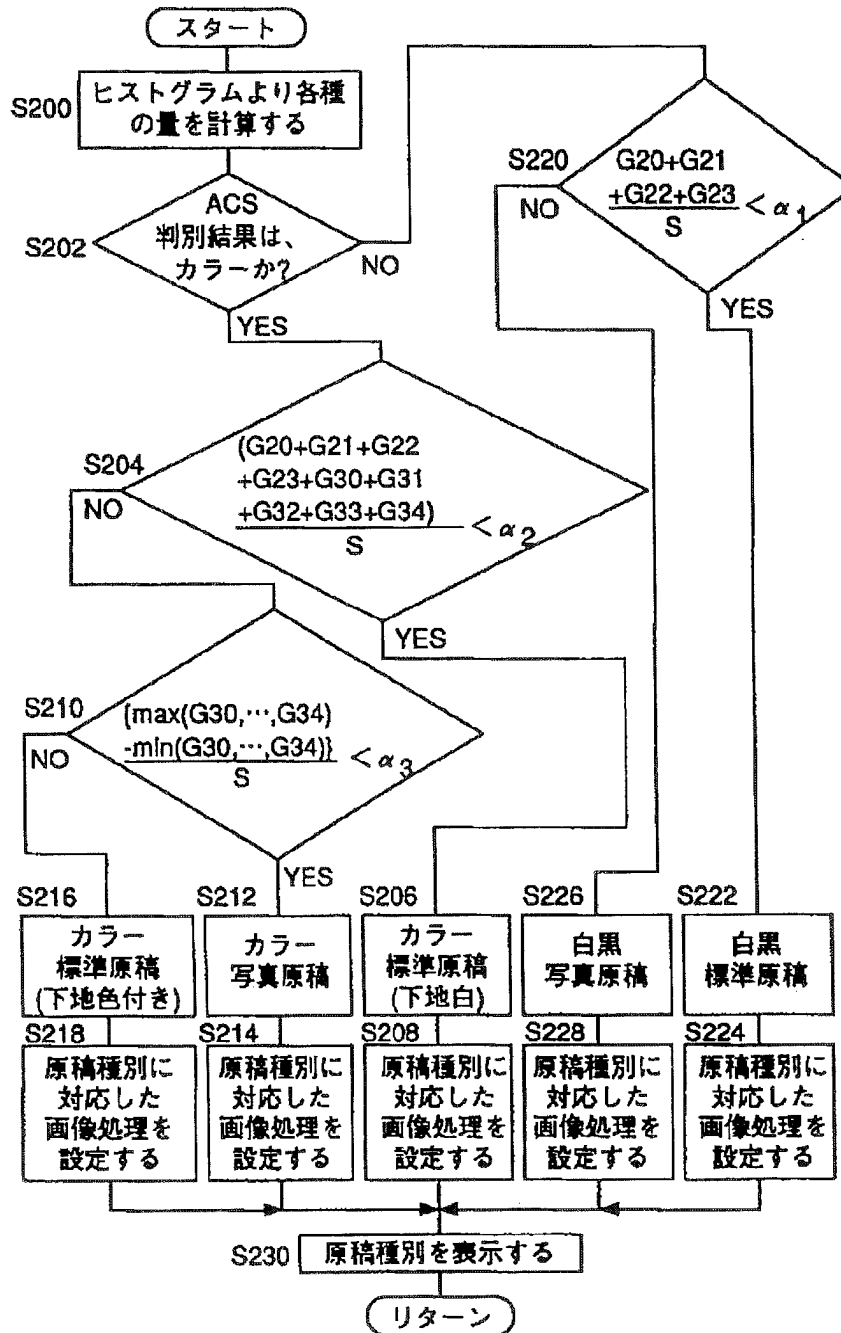 スタート
S200
ヒストグラムより各種
の量を計算する
S202
ACS
判別結果は、
カラーか?
NO
YES
S220
G20+G21
+G22+G23
S
< α1
NO
YES
S204
(G20+G21+G22
+G23+G30+G31
+G32+G33+G34)
S
< α2
NO
YES
S210
{max(G30,…,G34)
-min(G30,…,G34)}
S
< α3
NO
YES
S216
カラー
標準原稿
(下地色付き)
S212
カラー
写真原稿
S206
カラー
標準原稿
(下地白)
S226
白黒
写真原稿
S222
白黒
標準原稿
S218
原稿種別に
対応した
画像処理を
設定する
S214
原稿種別に
対応した
画像処理を
設定する
S208
原稿種別に
対応した
画像処理を
設定する
S228
原稿種別に
対応した
画像処理を
設定する
S224
原稿種別に
対応した
画像処理を
設定する
S230
原稿種別を表示する
リターン